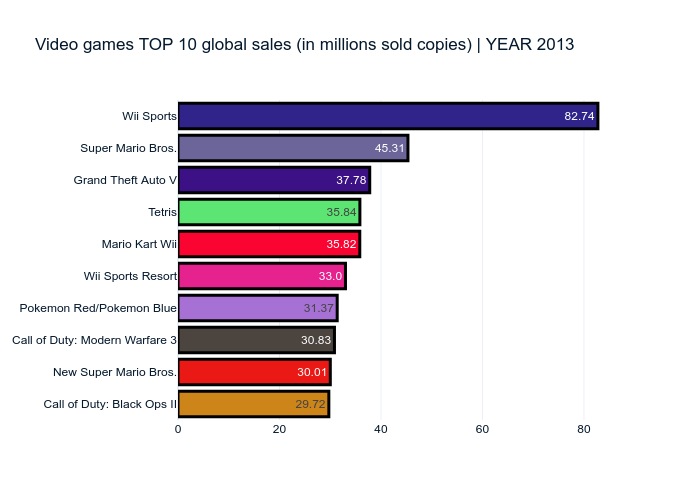 Video games TOP 10 global sales (in millions sold copies) | YEAR 2013
Wii Sports 82.74
Super Mario Bros. 45.31
Grand Theft Auto V 37.78
Tetris 35.84
Mario Kart Wii 35.82
Wii Sports Resort 33.0
Pokemon Red/Pokemon Blue 31.37
Call of Duty: Modern Warfare 3 30.83
New Super Mario Bros. 30.01
Call of Duty: Black Ops II 29.72
0 20 40 60 80